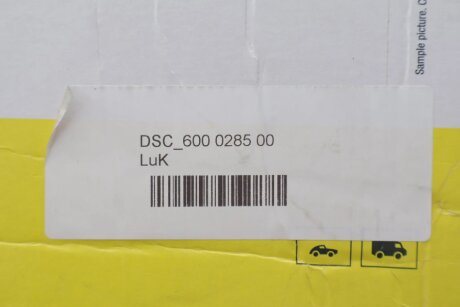 Sample picture.
DSC_600 0285 00
LuK